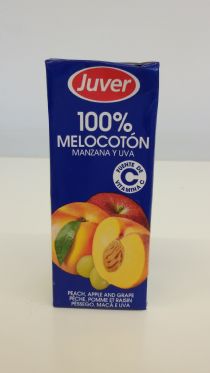 Juver
100%
MELOCOTÓN
MANZANA Y UVA
FUENTE DE
C
VITAMINA C
PEACH, APPLE AND GRAPE
PÊCHE, POMME ET RAISIN
PÊSSEGO, MAÇÃ E UVA